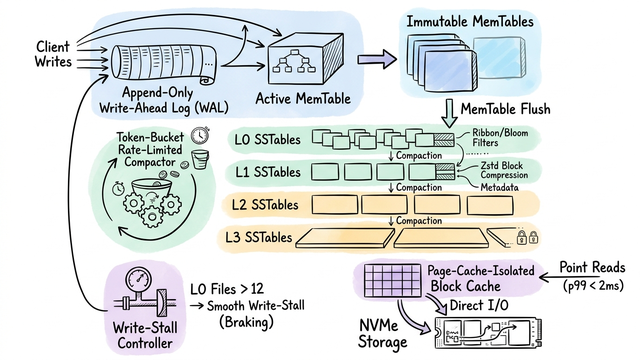 Client
Writes
Append-Only
Write-Ahead Log (WAL)
Active MemTable
Immutable MemTables
MemTable Flush
Token-Bucket
Rate-Limited
Compactor
L0 SSTables
Ribbon/Bloom
Filters
Compaction
L1 SSTables
Zstd Block
Compression
Metadata
Compaction
L2 SSTables
Compaction
L3 SSTables
Write-Stall
Controller
L0 Files > 12
→ Smooth Write-Stall
(Braking)
Page-Cache-Isolated
Block Cache
Point Reads
(p99 < 2ms)
Direct I/O
NVMe
Storage